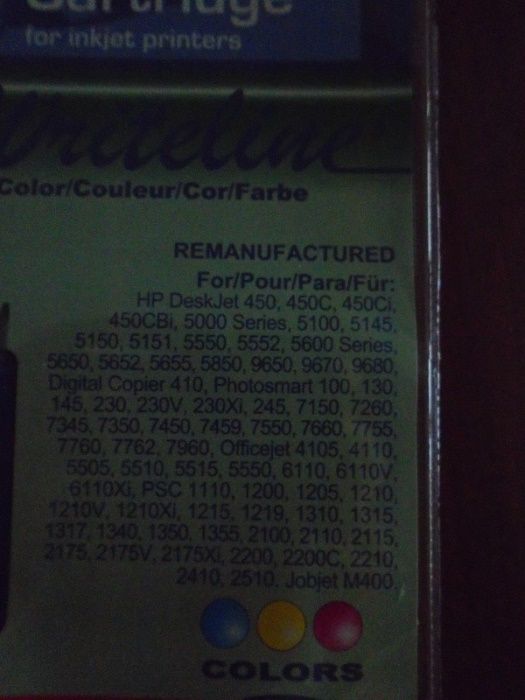 Cartridge
for inkjet printers
Writeline
Color/Couleur/Cor/Farbe
REMANUFACTURED
For/Pour/Para/Für:
HP DeskJet 450, 450C, 450Ci,
450CBi, 5000 Series, 5100, 5145,
5150, 5151, 5550, 5552, 5600 Series,
5650, 5652, 5655, 5850, 9650, 9670, 9680,
Digital Copier 410, Photosmart 100, 130,
145, 230, 230V, 230Xi, 245, 7150, 7260,
7345, 7350, 7450, 7459, 7550, 7660, 7755,
7760, 7762, 7960, Officejet 4105, 4110,
5505, 5510, 5515, 5550, 6110, 6110V,
6110Xi, PSC 1110, 1200, 1205, 1210,
1210V, 1210Xi, 1215, 1219, 1310, 1315,
1317, 1340, 1350, 1355, 2100, 2110, 2115,
2175, 2175V, 2175Xi, 2200, 2200C, 2210,
2410, 2510, Jobjet M400,
COLORS